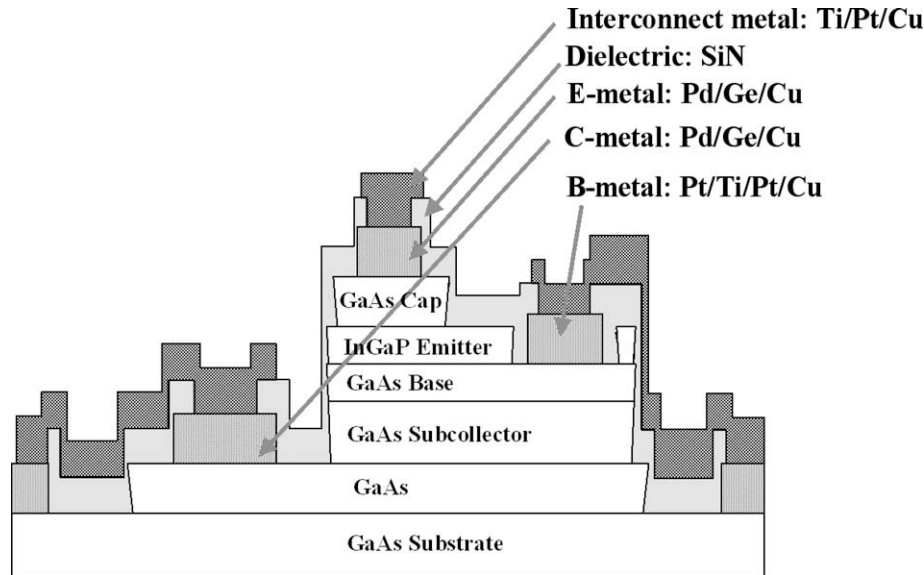 Interconnect metal: Ti/Pt/Cu
Dielectric: SiN
E-metal: Pd/Ge/Cu
C-metal: Pd/Ge/Cu
B-metal: Pt/Ti/Pt/Cu
GaAs Cap
InGaP Emitter
GaAs Base
GaAs Subcollector
GaAs
GaAs Substrate